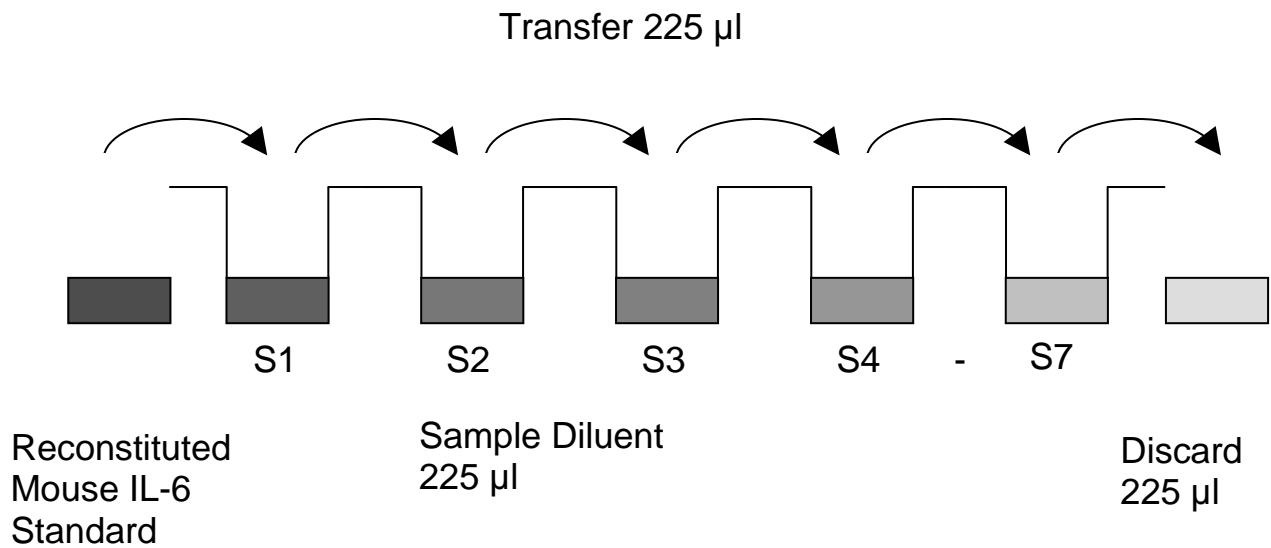 Transfer 225 µl
S1 S2 S3 S4 - S7
Reconstituted
Mouse IL-6
Standard
Sample Diluent
225 µl
Discard
225 µl